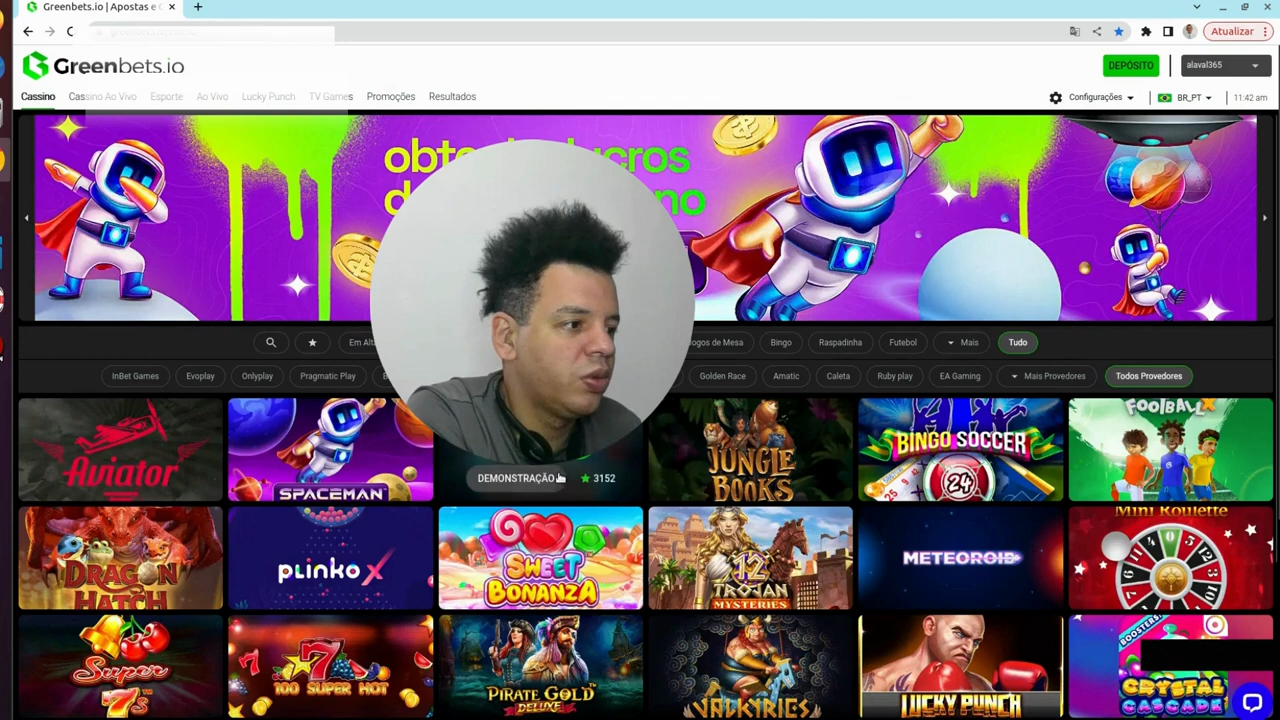 Greenbets.io | Apostas e
Atualizar
Greenbets.io
DEPÓSITO
alaval365
Cassino
Cassino Ao Vivo
Esporte
Ao Vivo
Lucky Punch
TV Games
Promoções
Resultados
Configurações
BR_PT
11:42 am
Em Alta
Bingo
Raspadinha
Futebol
Mais
Tudo
InBet Games
Evoplay
Onlyplay
Pragmatic Play
Golden Race
Amatic
Caleta
Ruby play
EA Gaming
Mais Provedores
Todos Provedores
Aviator
SPACEMAN
DEMONSTRAÇÃO
3152
JUNGLE
BOOKS
BINGO SOCCER
24
FOOTBALL X
DRAGON
HATCH
plinko X
SWEET
BONANZA
12
TROJAN
MYSTERIES
METEOROID
Mini Roulette
Super
7's
100 SUPER HOT
PIRATE GOLD
DELUXE
VALKYRIES
LUCKY PUNCH
BOOSTERS!
CRYSTAL
CASCADE